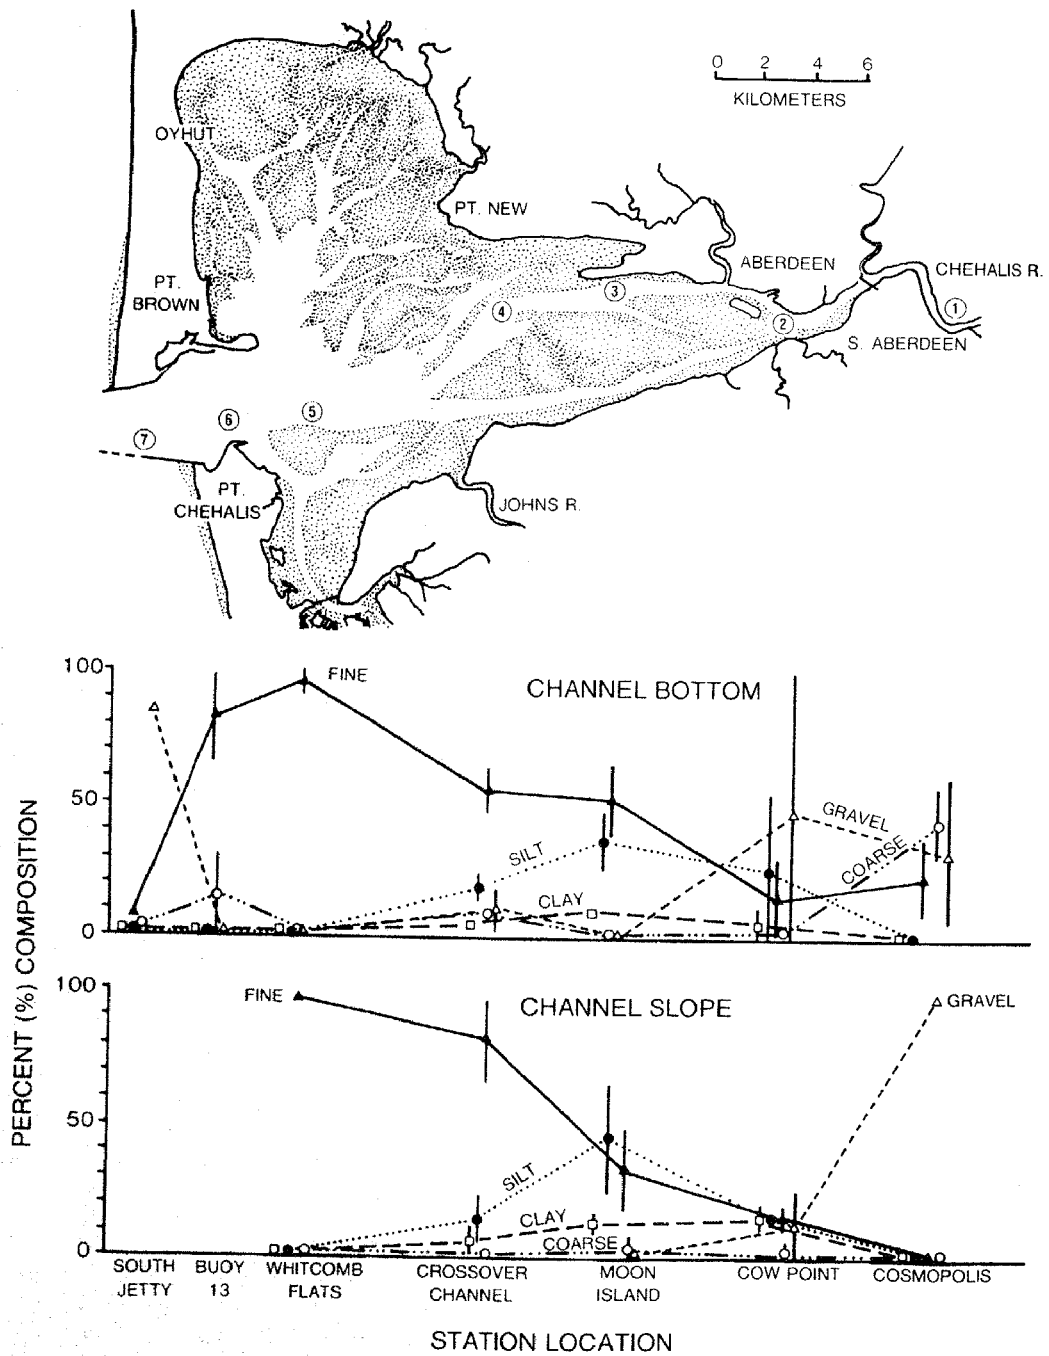 0 2 4 6
KILOMETERS
OYHUT
PT. NEW
ABERDEEN
CHEHALIS R.
PT.
BROWN
3
4
1
2
S. ABERDEEN
5
6
7
PT.
CHEHALIS
JOHNS R.
PERCENT (%) COMPOSITION
100
50
0
CHANNEL BOTTOM
FINE
GRAVEL
COARSE
SILT
CLAY
100
50
0
CHANNEL SLOPE
FINE
GRAVEL
SILT
CLAY
COARSE
SOUTH
JETTY
BUOY
13
WHITCOMB
FLATS
CROSSOVER
CHANNEL
MOON
ISLAND
COW POINT
COSMOPOLIS
STATION LOCATION